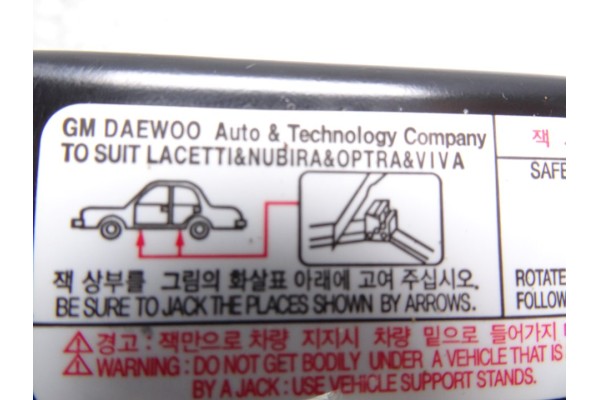 GM DAEWOO Auto & Technology Company
TO SUIT LACETTI&NUBIRA&OPTRA&VIVA
잭 상부를 그림의 화살표 아래에 고여 주십시오.
BE SURE TO JACK THE PLACES SHOWN BY ARROWS.
경고 : 잭만으로 차량 지지시 차량 밑으로 들어가지
WARNING : DO NOT GET BODILY UNDER A VEHICLE THAT IS
BY A JACK : USE VEHICLE SUPPORT STANDS.
잭
SAFE
ROTATE
FOLLOW